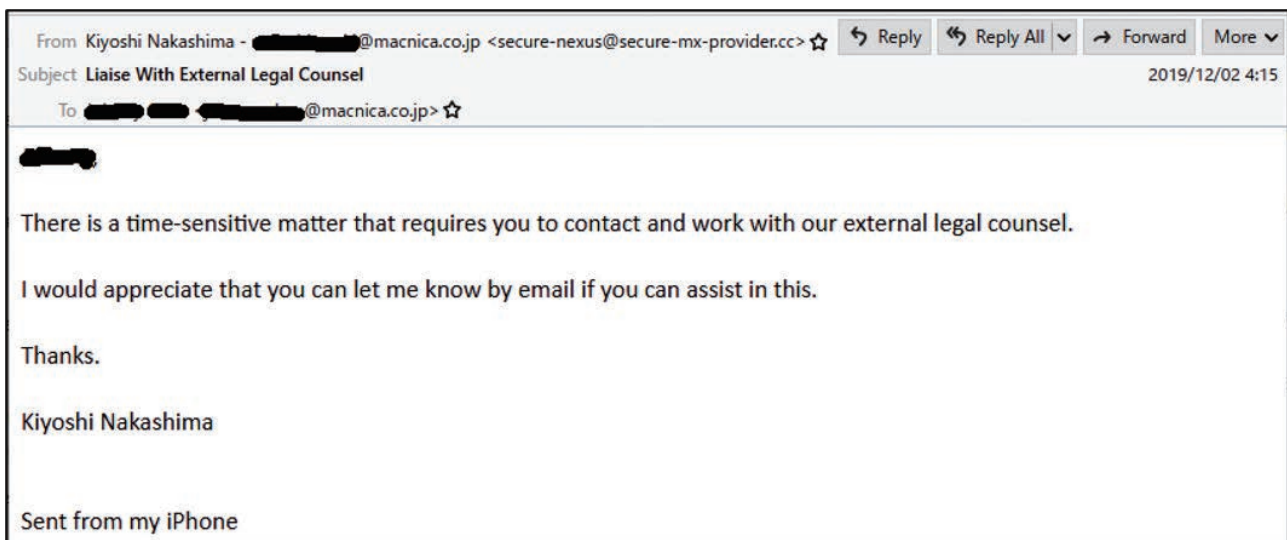 From Kiyoshi Nakashima - @macnica.co.jp <secure-nexus@secure-mx-provider.cc> Reply Reply All Forward More
Subject Liaise With External Legal Counsel 2019/12/02 4:15
To @macnica.co.jp>
There is a time-sensitive matter that requires you to contact and work with our external legal counsel.
I would appreciate that you can let me know by email if you can assist in this.
Thanks.
Kiyoshi Nakashima
Sent from my iPhone